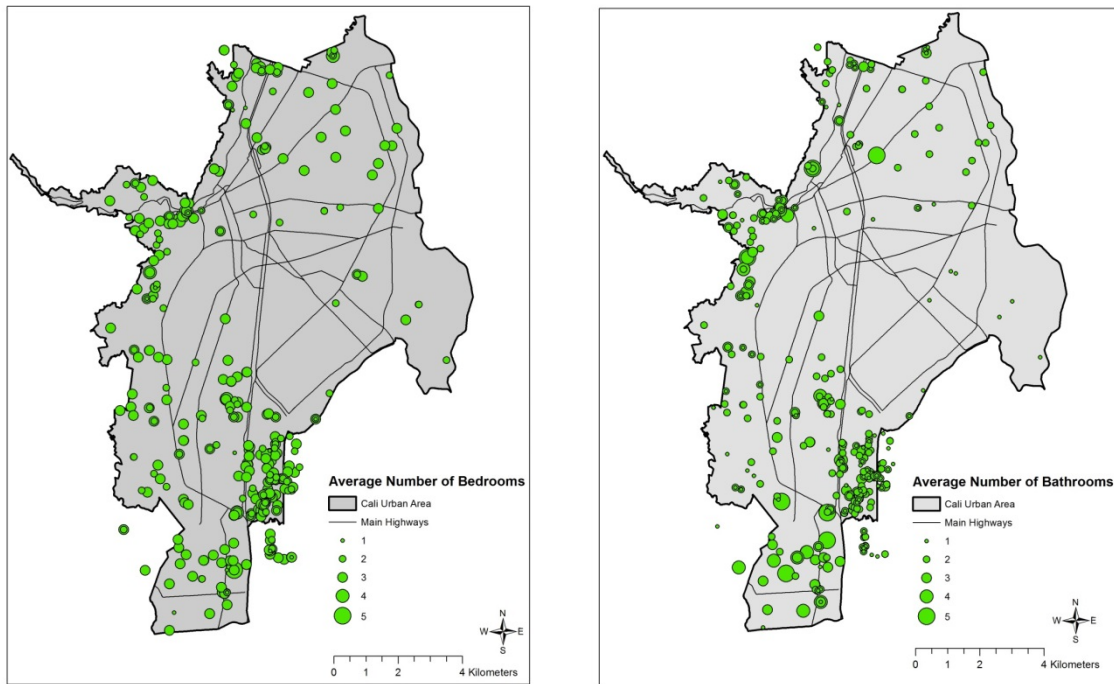 Average Number of Bedrooms
Cali Urban Area
Main Highways
1
2
3
4
5
N
W E
S
0 1 2 4 Kilometers
Average Number of Bathrooms
Cali Urban Area
Main Highways
1
2
3
4
5
N
W E
S
0 1 2 4 Kilometers